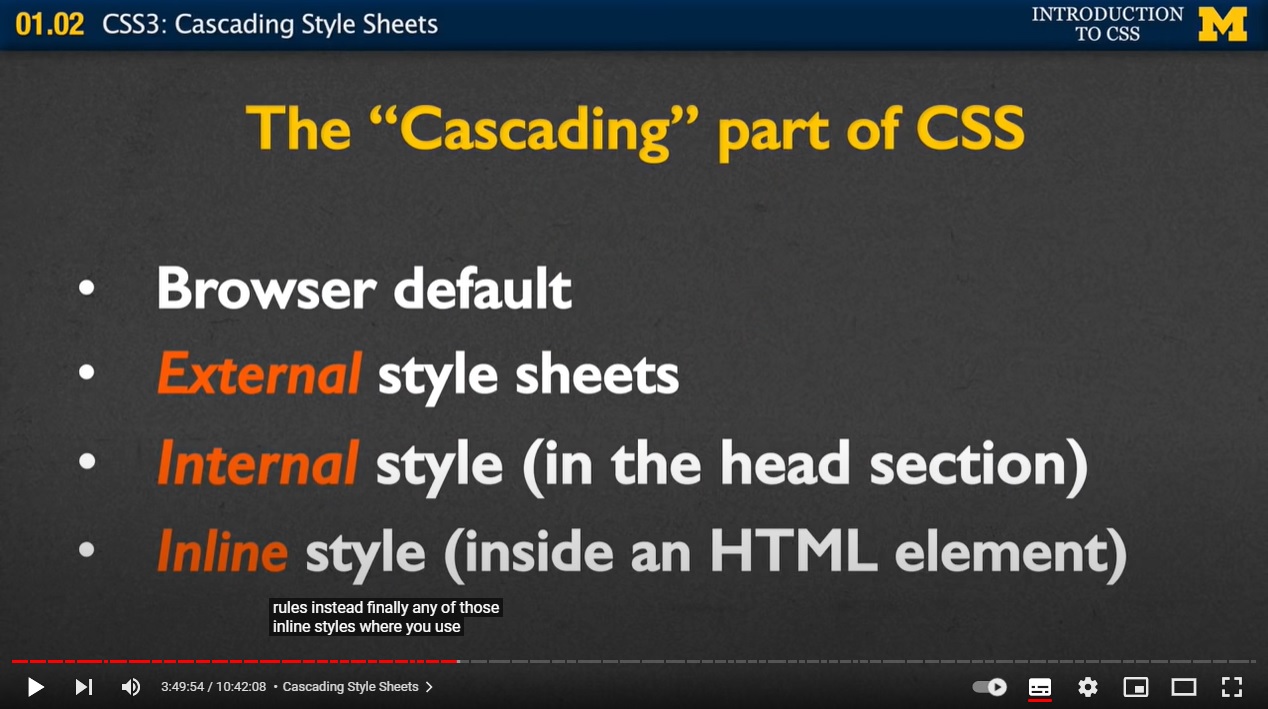 01.02 CSS3: Cascading Style Sheets
INTRODUCTION
TO CSS
M
The “Cascading” part of CSS
• Browser default
• External style sheets
• Internal style (in the head section)
• Inline style (inside an HTML element)
rules instead finally any of those
inline styles where you use
3:49:54 / 10:42:08 • Cascading Style Sheets